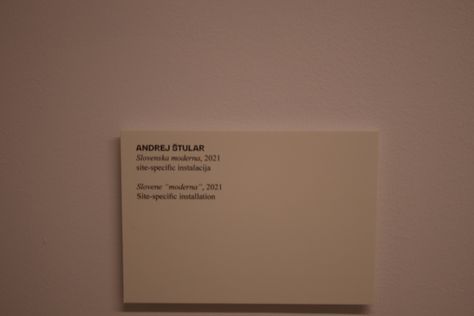 ANDREJ ŠTULAR
Slovenska moderna, 2021
site-specific instalacija
Slovene “moderna”, 2021
Site-specific installation